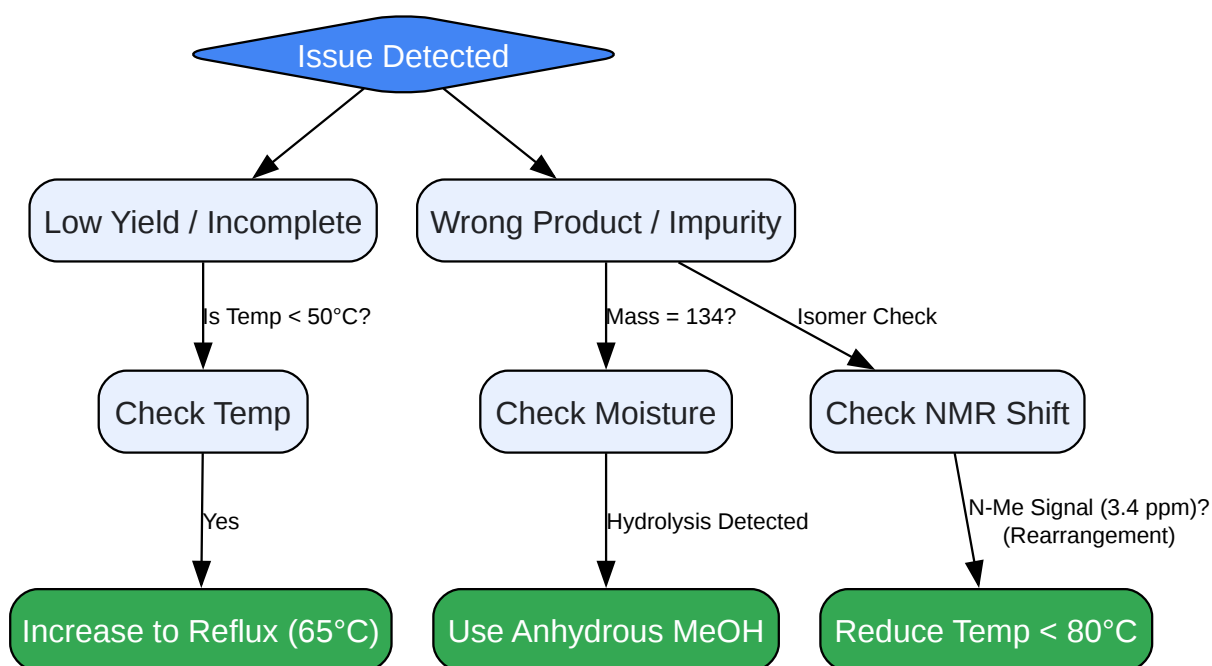 Issue Detected
Low Yield / Incomplete
Wrong Product / Impurity
Is Temp < 50°C?
Mass = 134?
Isomer Check
Check Temp
Check Moisture
Check NMR Shift
Yes
Hydrolysis Detected
N-Me Signal (3.4 ppm)?
(Rearrangement)
Increase to Reflux (65°C)
Use Anhydrous MeOH
Reduce Temp < 80°C